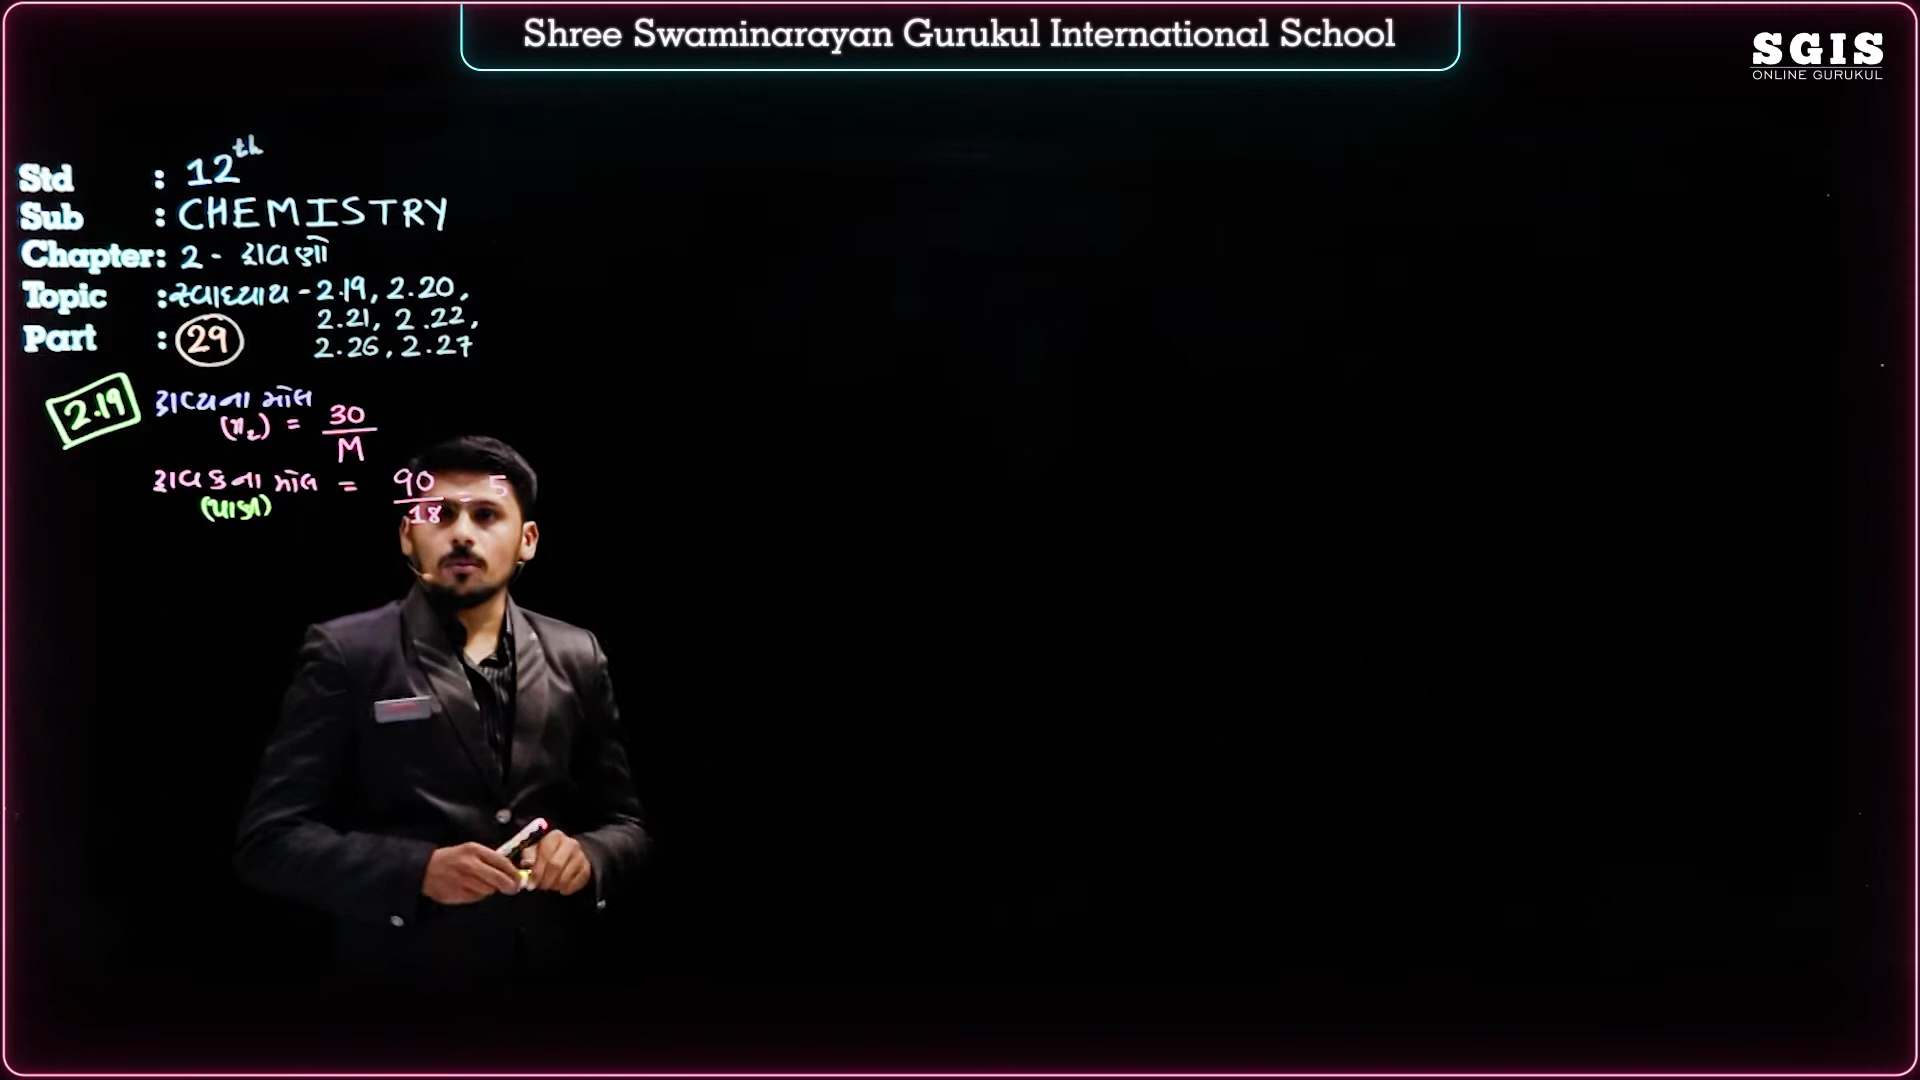 Shree Swaminarayan Gurukul International School
SGIS
ONLINE GURUKUL
Std : 12th
Sub : CHEMISTRY
Chapter: 2 - દ્રાવણો
Topic : સ્વાધ્યાય - 2.19, 2.20,
2.21, 2.22,
Part : 29
2.26, 2.27
2.19 દ્રાવ્યના મોલ
(n₂) = 30/M
દ્રાવકના મોલ = 90/18 = 5
(પાણી)